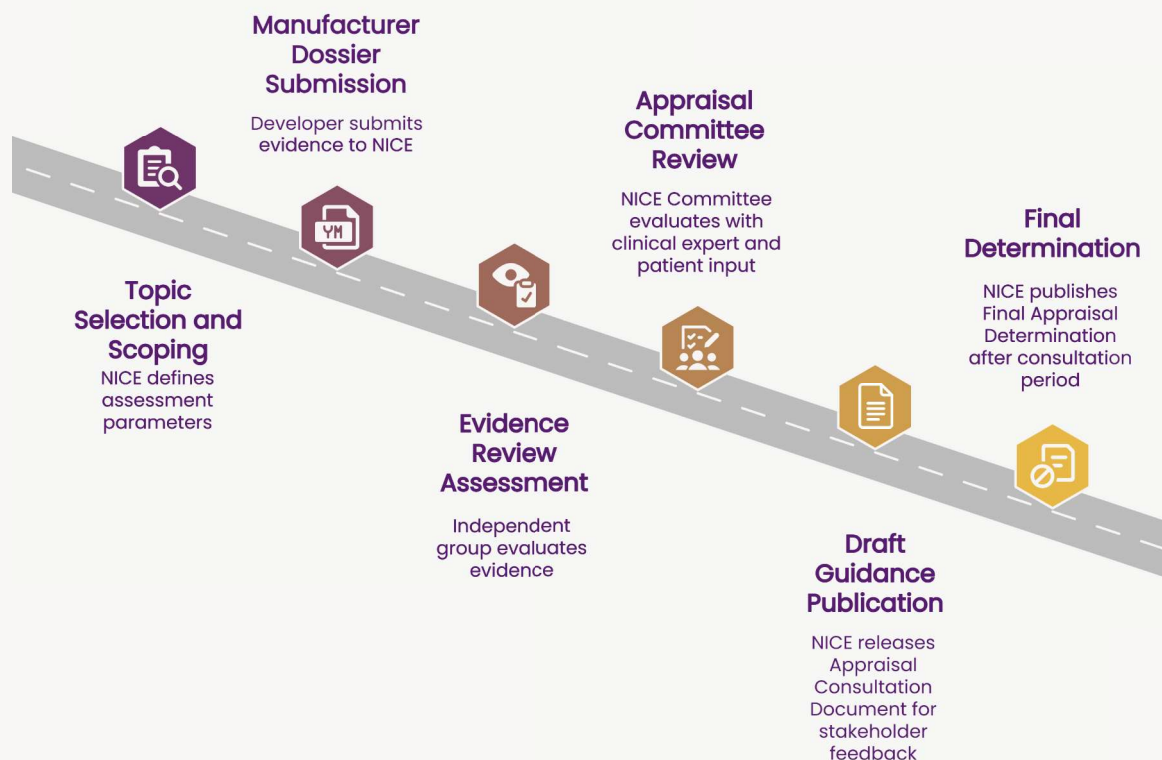 Manufacturer
Dossier
Submission
Developer submits
evidence to NICE
Topic
Selection and
Scoping
NICE defines
assessment
parameters
YM
Evidence
Review
Assessment
Independent
group evaluates
evidence
Appraisal
Committee
Review
NICE Committee
evaluates with
clinical expert and
patient input
Draft
Guidance
Publication
NICE releases
Appraisal
Consultation
Document for
stakeholder
feedback
Final
Determination
NICE publishes
Final Appraisal
Determination
after consultation
period